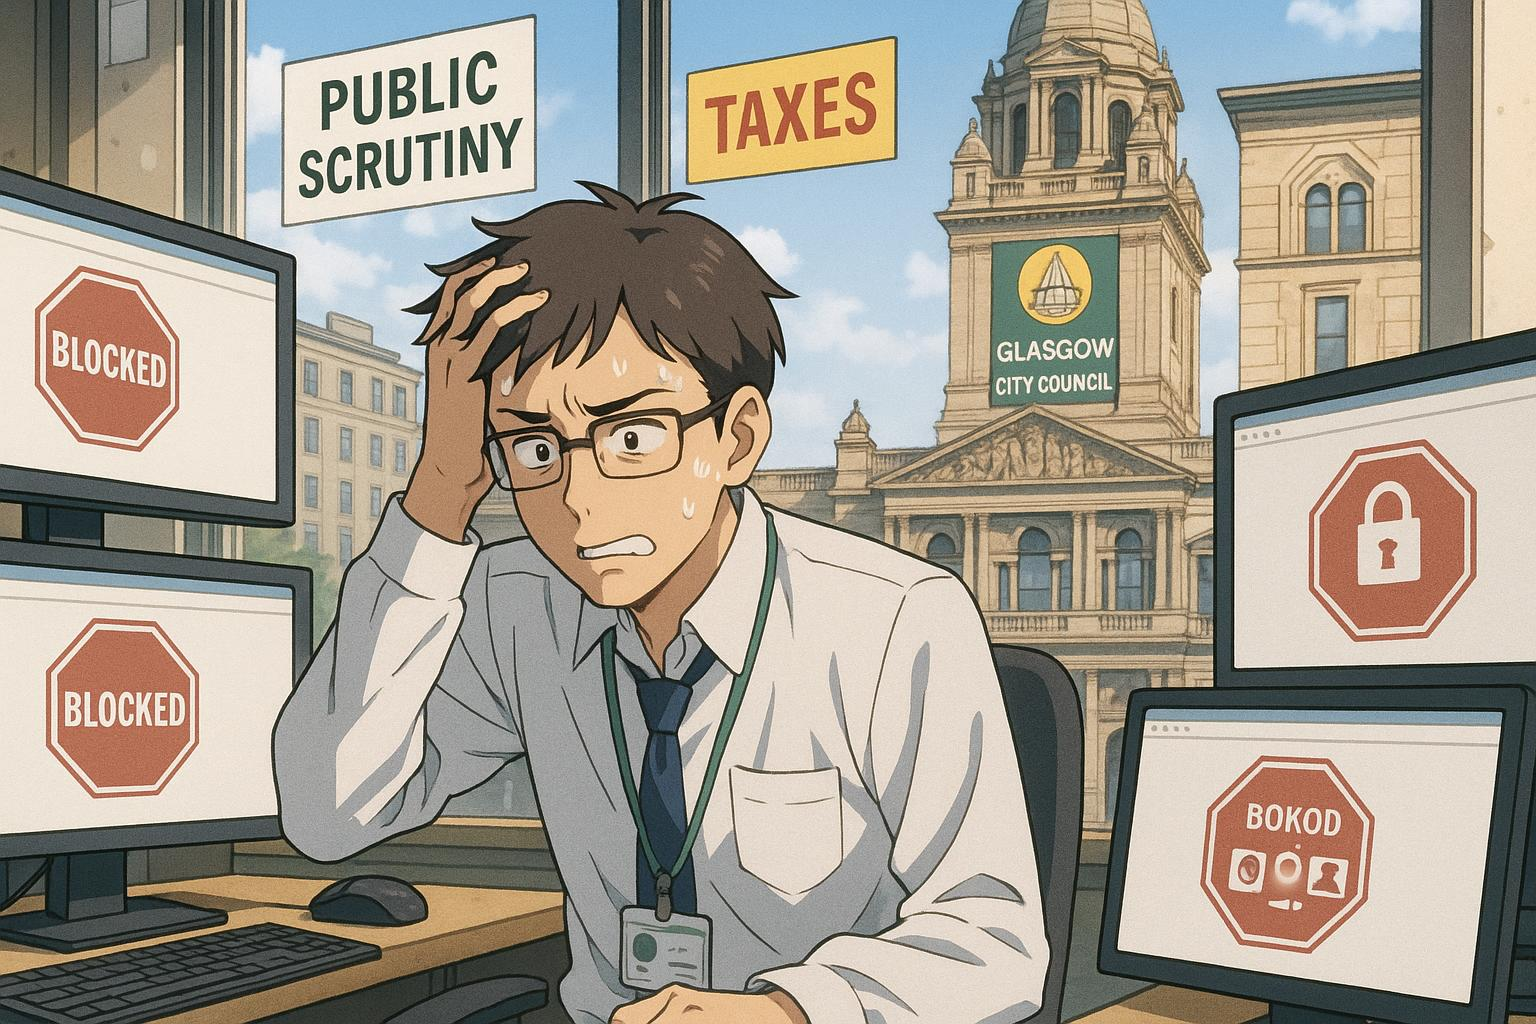 PUBLIC
SCRUTINY
TAXES
GLASGOW
CITY COUNCIL
BLOCKED
BLOCKED
BOKOD